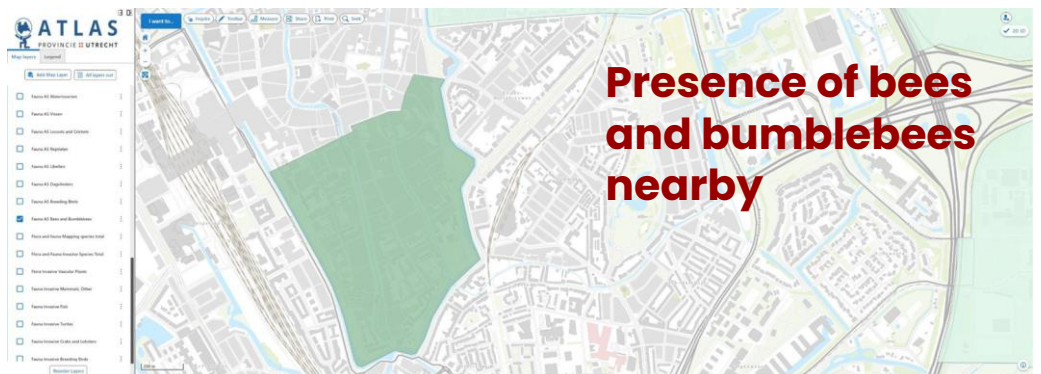 ATLAS
PROVINCIE UTRECHT
Map layers Legend
Add Map Layer All layers out
Fauna AS Vissen
Fauna AS Locusts and Crickets
Fauna AS Reptielen
Fauna AS Libellen
Fauna AS Dagvlinders
Fauna AS Breeding Birds
Fauna AS Bees and Bumblebees
Flora and Fauna Mapping species total
Flora and Fauna Invasive Species Total
Flora Invasive Vascular Plants
Fauna Invasive Mammals, Other
Fauna Invasive Fish
Fauna Invasive Turtles
Fauna Invasive Crabs and Lobsters
Fauna Invasive Breeding Birds
Reorder Layers
I want to... Inquire Toolbar Measure Share Print Seek
Presence of bees
and bumblebees
nearby